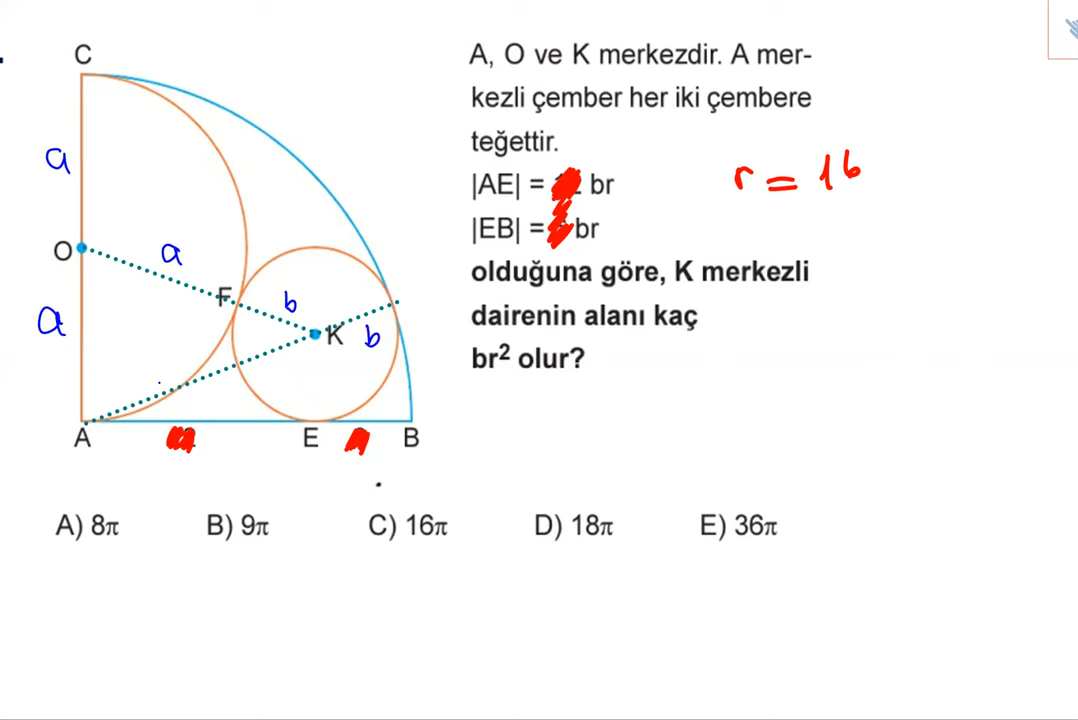 C
a
O
a
F
b
a
K
b
A
E
B
A, O ve K merkezdir. A mer-
kezli çember her iki çembere
teğettir.
|AE| = br
|EB| = br
r = 16
olduğuna göre, K merkezli
dairenin alanı kaç
br² olur?
A) 8π B) 9π C) 16π D) 18π E) 36π